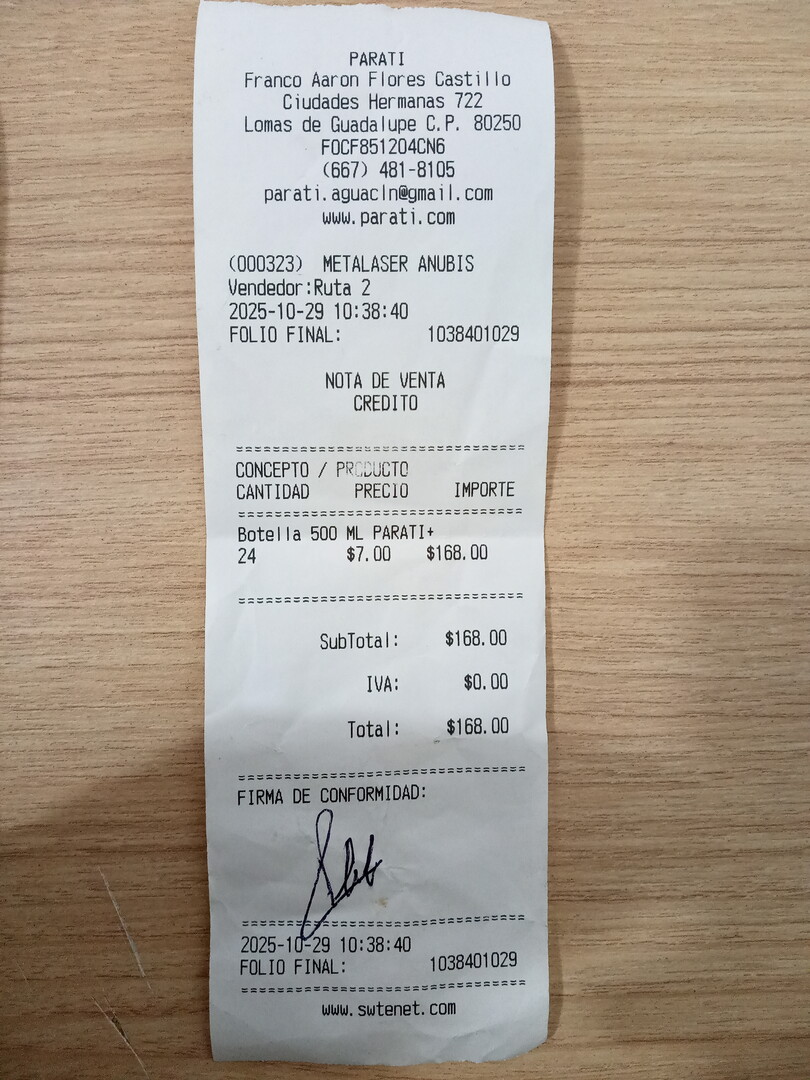 PARATI
Franco Aaron Flores Castillo
Ciudades Hermanas 722
Lomas de Guadalupe C.P. 80250
FOCF851204CN6
(667) 481-8105
parati.aguacln@gmail.com
www.parati.com
(000323) METALASER ANUBIS
Vendedor:Ruta 2
2025-10-29 10:38:40
FOLIO FINAL: 1038401029
NOTA DE VENTA
CREDITO
CONCEPTO / PRODUCTO
CANTIDAD PRECIO IMPORTE
Botella 500 ML PARATI+
24 $7.00 $168.00
SubTotal: $168.00
IVA: $0.00
Total: $168.00
FIRMA DE CONFORMIDAD:
2025-10-29 10:38:40
FOLIO FINAL: 1038401029
www.swtenet.com